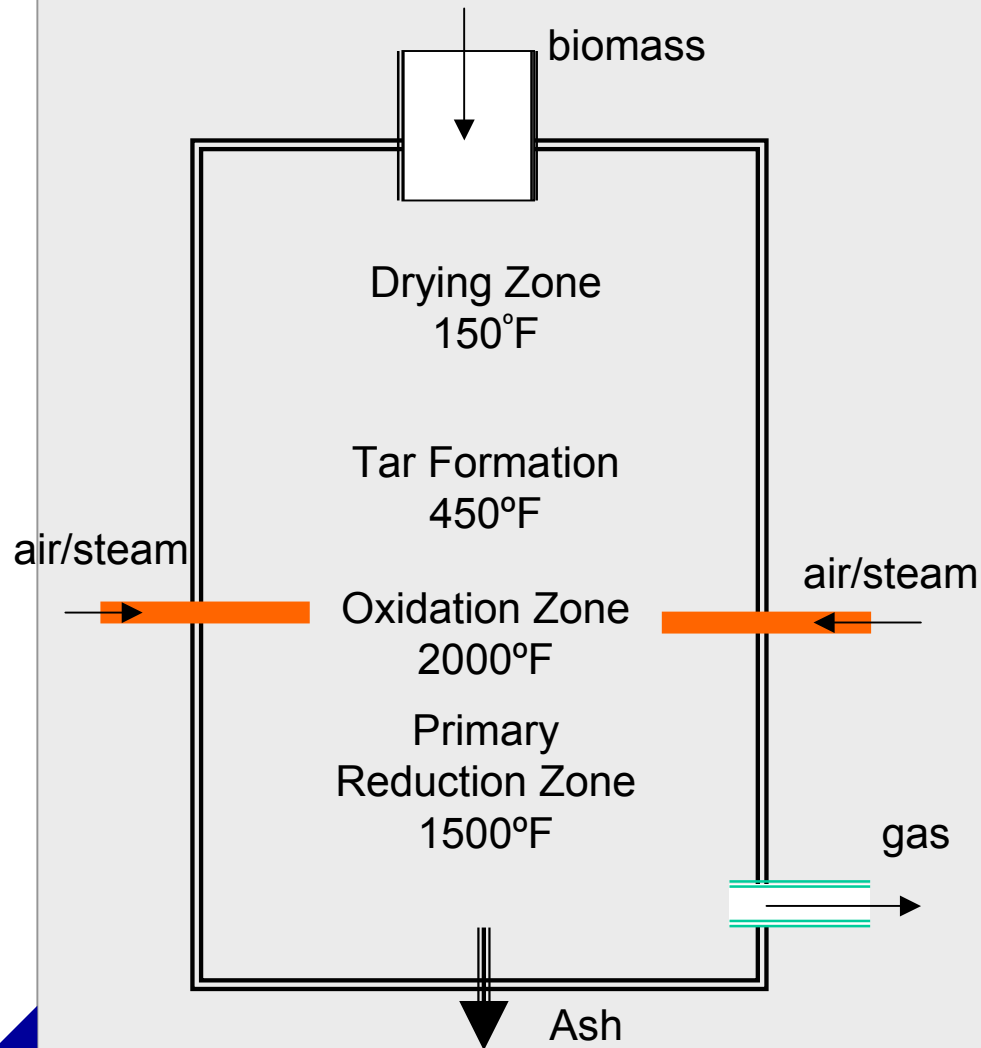 biomass
Drying Zone
150°F
Tar Formation
450ºF
air/steam
air/steam
Oxidation Zone
2000ºF
Primary
Reduction Zone
1500ºF
gas
Ash